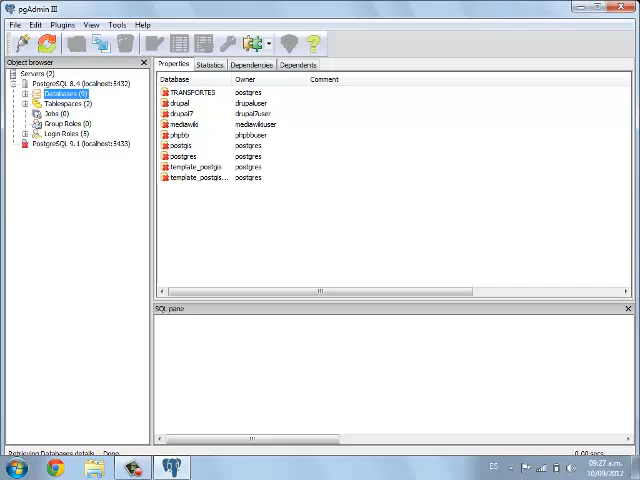 pgAdmin III
File Edit Plugins View Tools Help
Object browser
Servers (2)
PostgreSQL 8.4 (localhost:5432)
Databases (9)
Tablespaces (2)
Jobs (0)
Group Roles (0)
Login Roles (5)
PostgreSQL 9.1 (localhost:5433)
Properties Statistics Dependencies Dependents
Database Owner Comment
TRANSPORTES postgres
drupal drupaluser
drupal7 drupal7user
mediawiki mediawikiuser
phpbb phpbbuser
postgis postgres
postgres postgres
template_postgis postgres
template_postgis... postgres
SQL pane
Retrieving Databases details... Done.
0.00 secs
ES
09:27 a.m.
10/09/2012